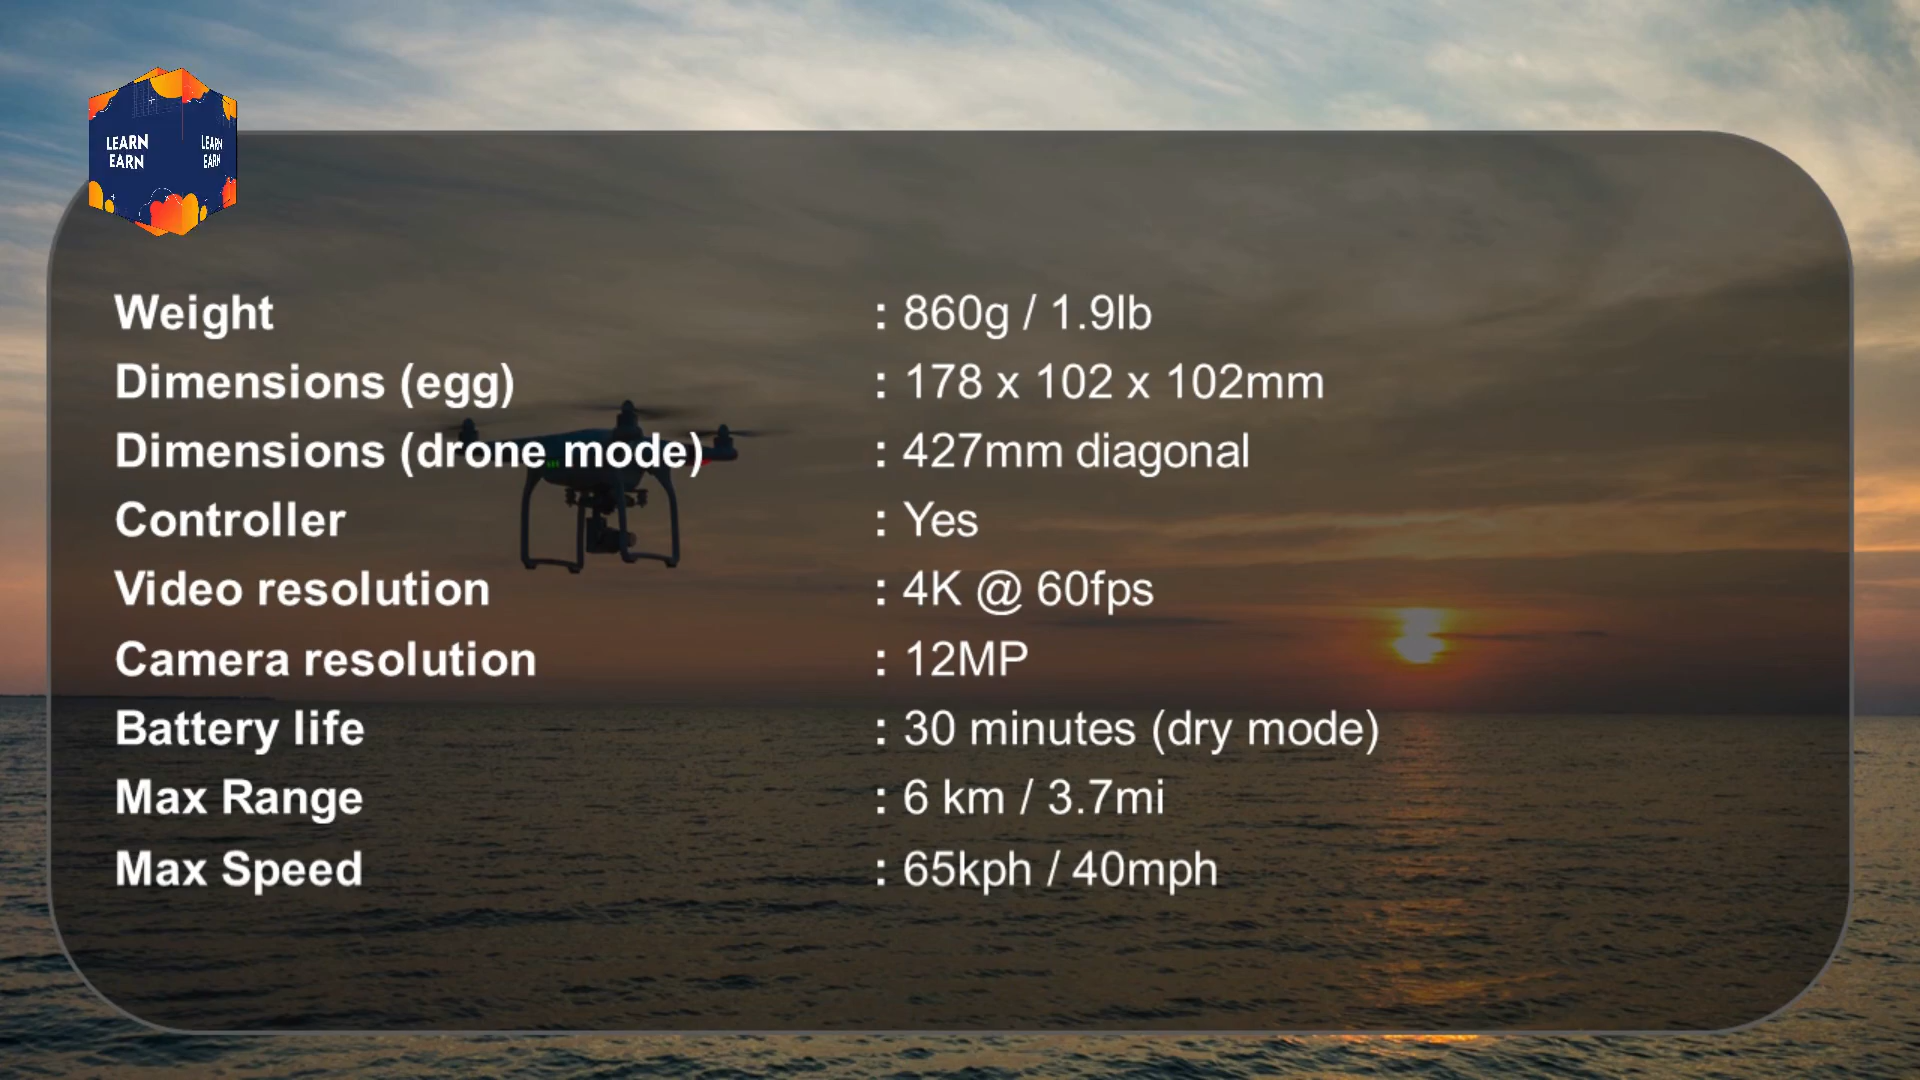 LEARN LEARN
EARN EARN
Weight : 860g / 1.9lb
Dimensions (egg) : 178 x 102 x 102mm
Dimensions (drone mode) : 427mm diagonal
Controller : Yes
Video resolution : 4K @ 60fps
Camera resolution : 12MP
Battery life : 30 minutes (dry mode)
Max Range : 6 km / 3.7mi
Max Speed : 65kph / 40mph